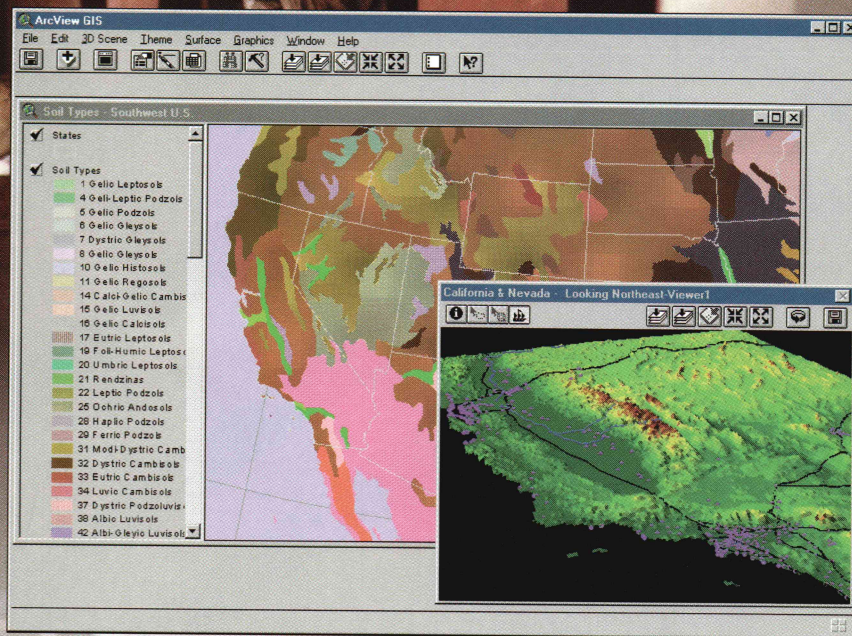 ArcView GIS
File Edit 3D Scene Theme Surface Graphics Window Help
Soil Types - Southwest U.S.
States
Soil Types
1 Gelic Leptosols
4 Geli-Leptic Podzols
5 Gelic Podzols
6 Gelic Gleysols
7 Dystric Gleysols
8 Gelic Gleysols
10 Gelic Histosols
11 Gelic Regosols
14 Calci-Gelic Cambis
15 Gelic Luvisols
16 Gelic Calcisols
17 Eutric Leptosols
19 Foli-Humic Leptoso
20 Umbric Leptosols
21 Rendzinas
22 Leptic Podzols
25 Ochric Andosols
28 Haplic Podzols
29 Ferric Podzols
31 Modi-Dystric Camb
32 Dystric Cambisols
33 Eutric Cambisols
34 Luvic Cambisols
37 Dystric Podzoluvis
38 Albic Luvisols
42 Albi-Gleyic Luvisols
California & Nevada - Looking Northeast-Viewer1